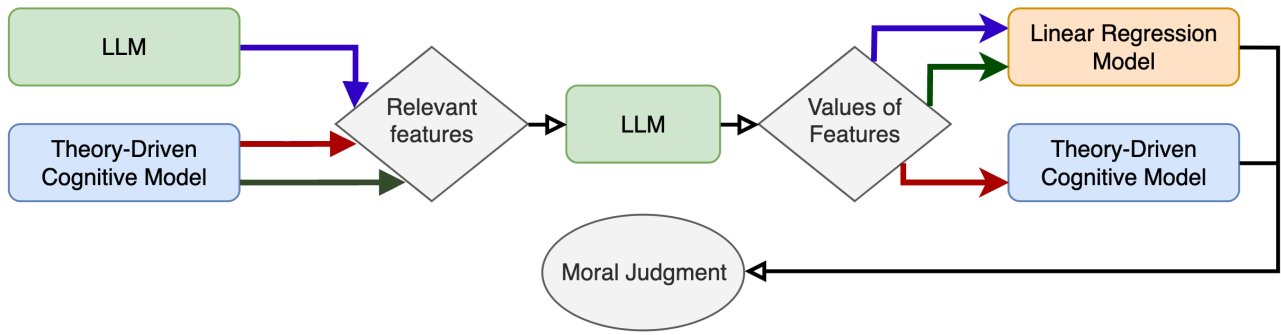 LLM
Theory-Driven
Cognitive Model
Relevant
features
LLM
Values of
Features
Linear Regression
Model
Theory-Driven
Cognitive Model
Moral Judgment